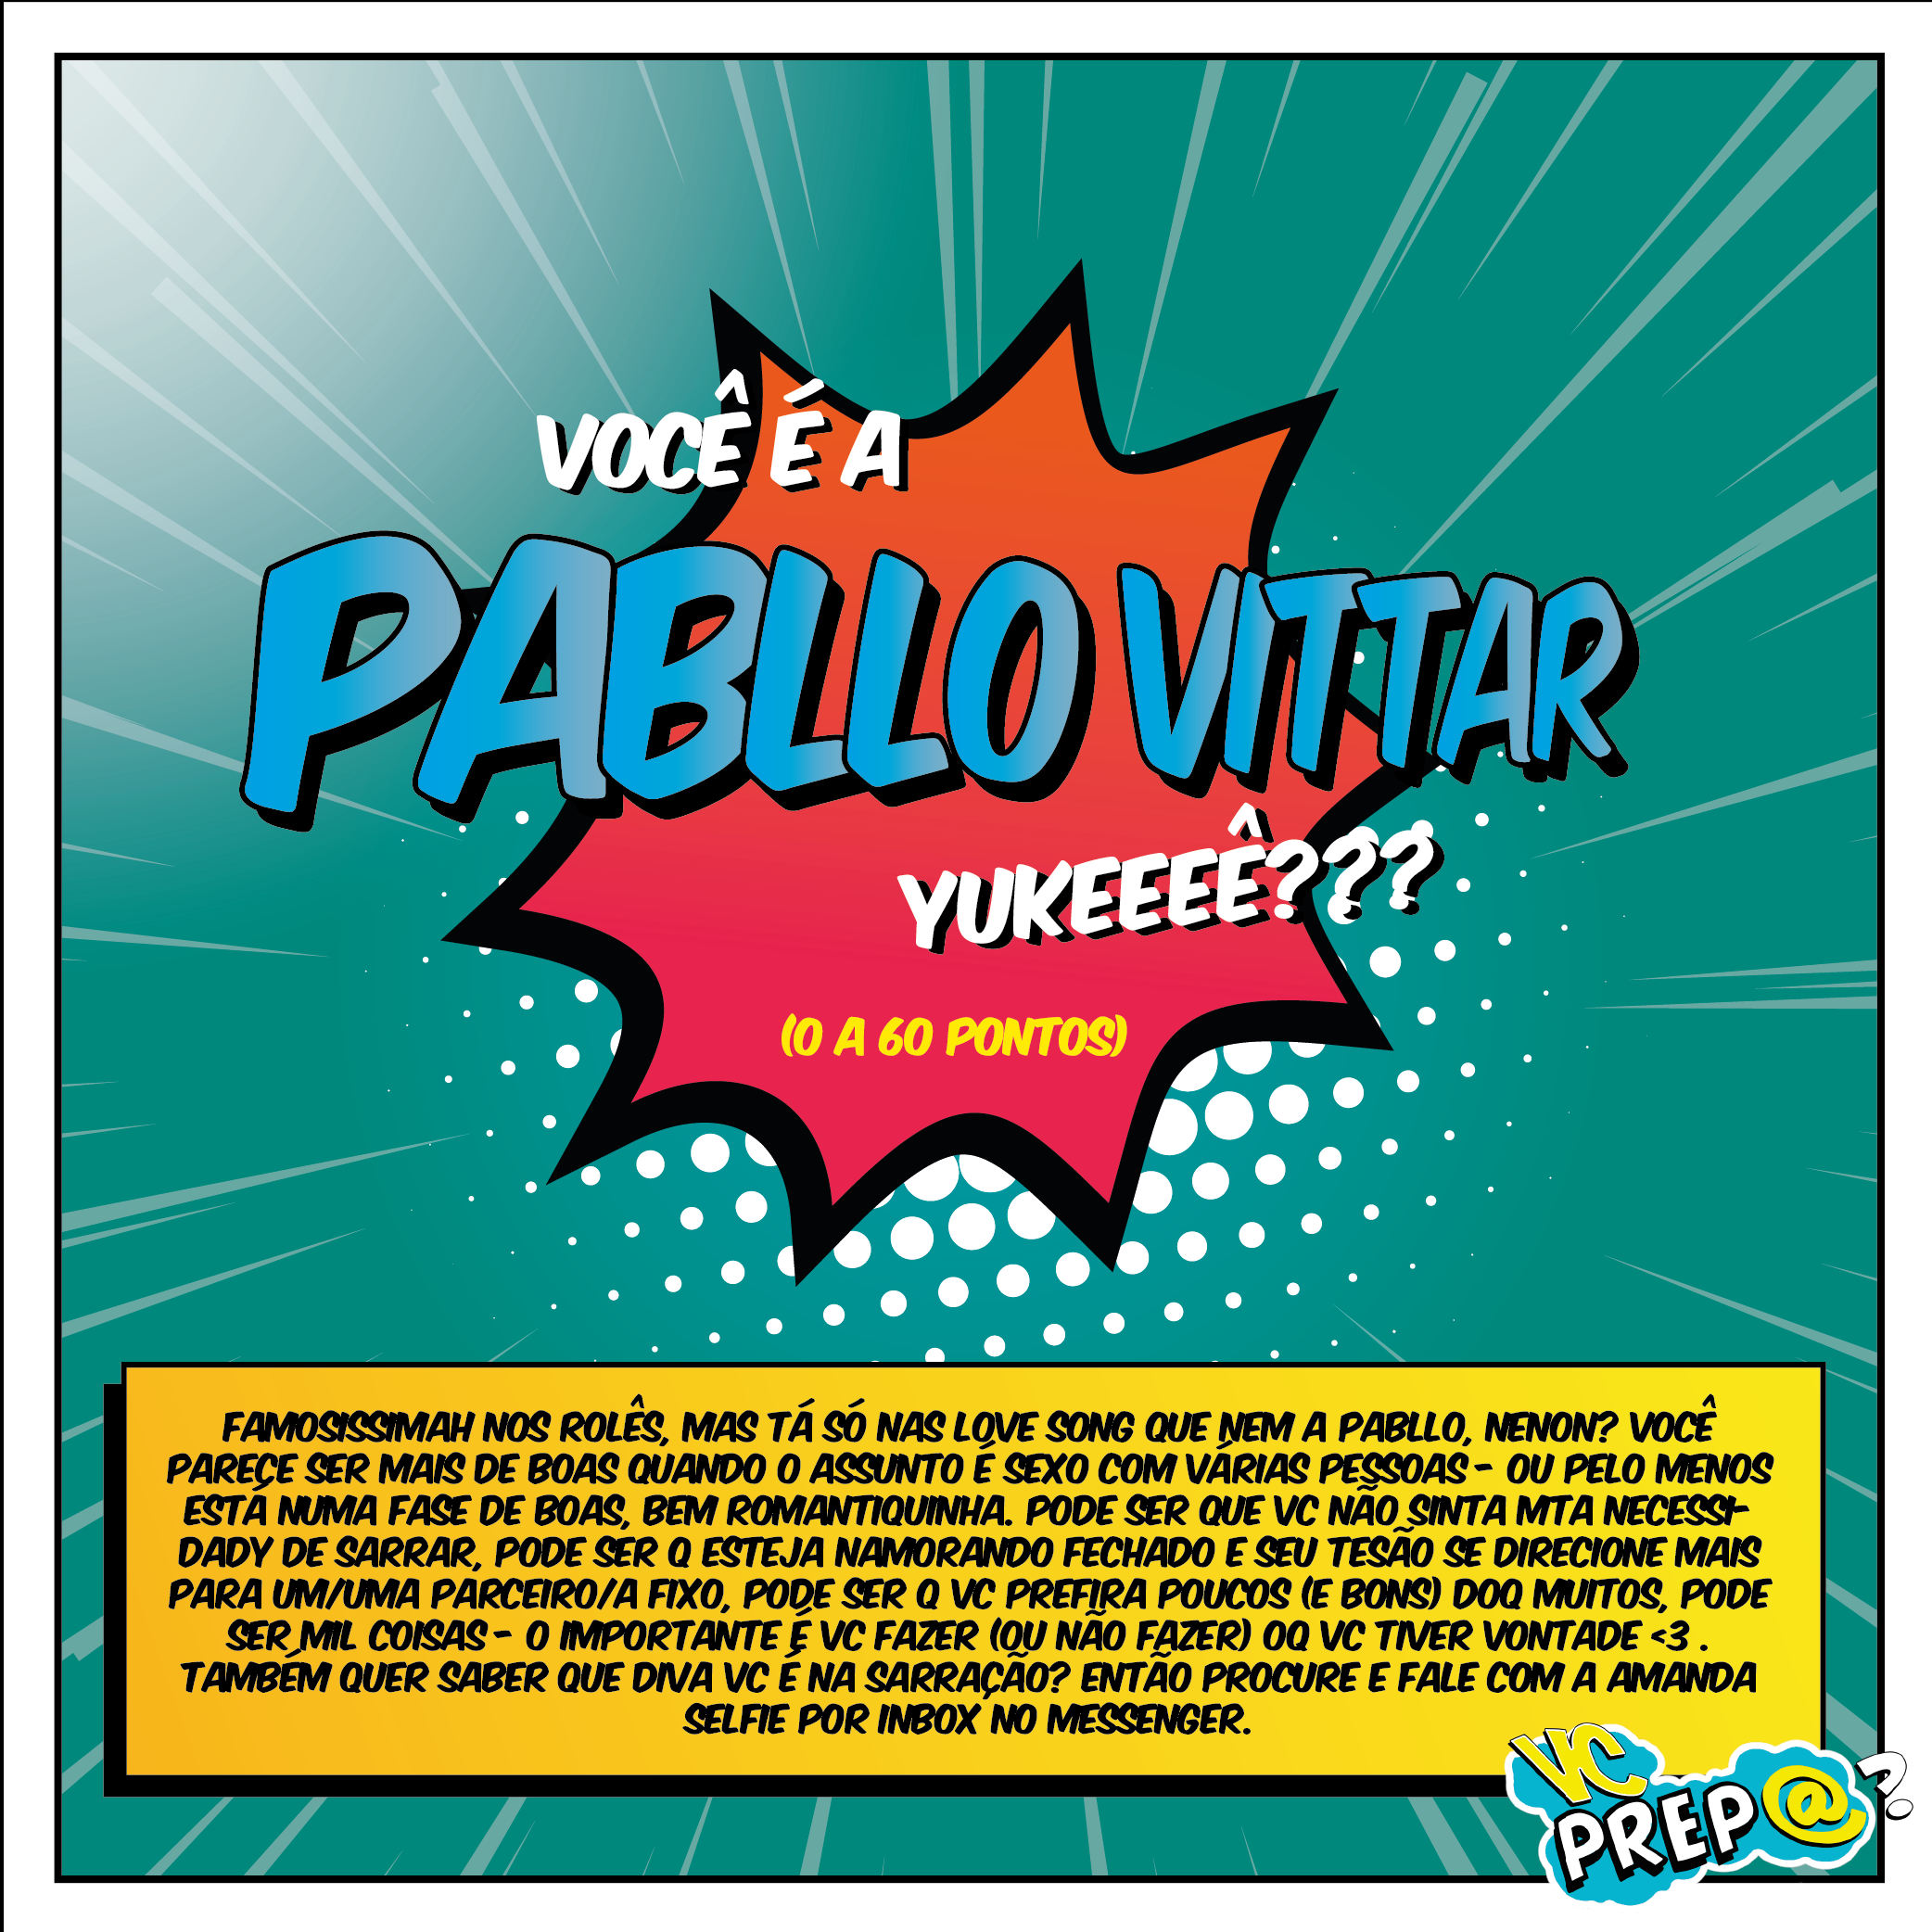 VOCÊ É A
PABLLO VITTAR
YUKEEEÊ???
(0 A 60 PONTOS)
FAMOSISSIMAH NOS ROLÊS, MAS TÁ SÓ NAS LOVE SONG QUE NEM A PABLLO, NENON? VOCÊ
PARECE SER MAIS DE BOAS QUANDO O ASSUNTO É SEXO COM VÁRIAS PESSOAS - OU PELO MENOS
ESTÁ NUMA FASE DE BOAS, BEM ROMANTIQUINHA. PODE SER QUE VC NÃO SINTA MTA NECESSI-
DADY DE SARRAR, PODE SER Q ESTEJA NAMORANDO FECHADO E SEU TESÃO SE DIRECIONE MAIS
PARA UM/UMA PARCEIRO/A FIXO, PODE SER Q VC PREFIRA POUCOS (E BONS) DOQ MUITOS, PODE
SER MIL COISAS - O IMPORTANTE É VC FAZER (OU NÃO FAZER) OQ VC TIVER VONTADE <3 .
TAMBÉM QUER SABER QUE DIVA VC É NA SARRAÇÃO? ENTÃO PROCURE E FALE COM A AMANDA
SELFIE POR INBOX NO MESSENGER.
VC
PREP@?